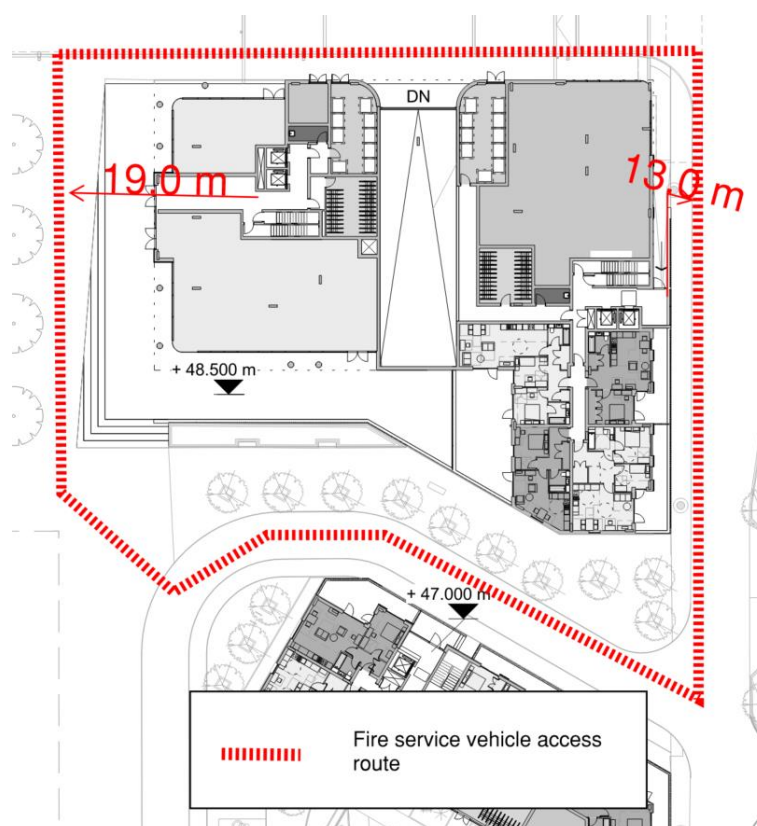 DN
19.0 m
13.0 m
+ 48.500 m
+ 47.000 m
Fire service vehicle access
route